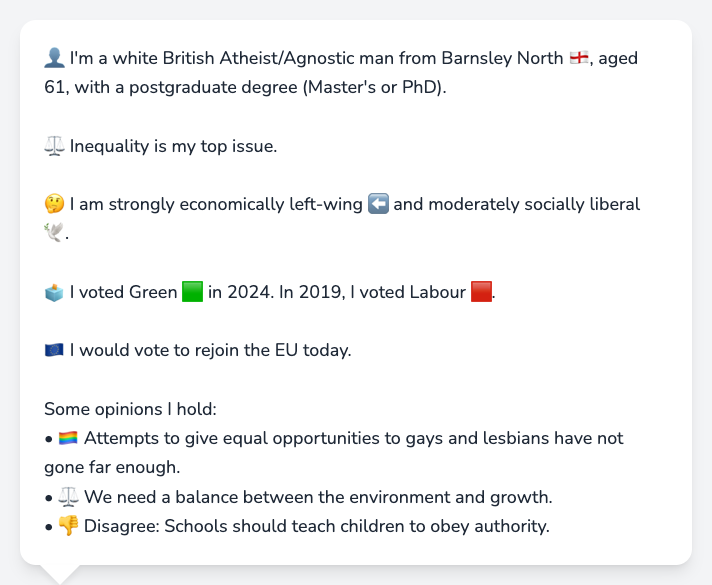 👤 I'm a white British Atheist/Agnostic man from Barnsley North 🏴󠁧󠁢󠁥󠁮󠁧󠁿, aged
61, with a postgraduate degree (Master's or PhD).
⚖️ Inequality is my top issue.
🤔 I am strongly economically left-wing ⬅️ and moderately socially liberal
🕊️.
🗳️ I voted Green 🟩 in 2024. In 2019, I voted Labour 🟥.
🇪🇺 I would vote to rejoin the EU today.
Some opinions I hold:
• 🏳️‍🌈 Attempts to give equal opportunities to gays and lesbians have not
gone far enough.
• ⚖️ We need a balance between the environment and growth.
• 👎 Disagree: Schools should teach children to obey authority.